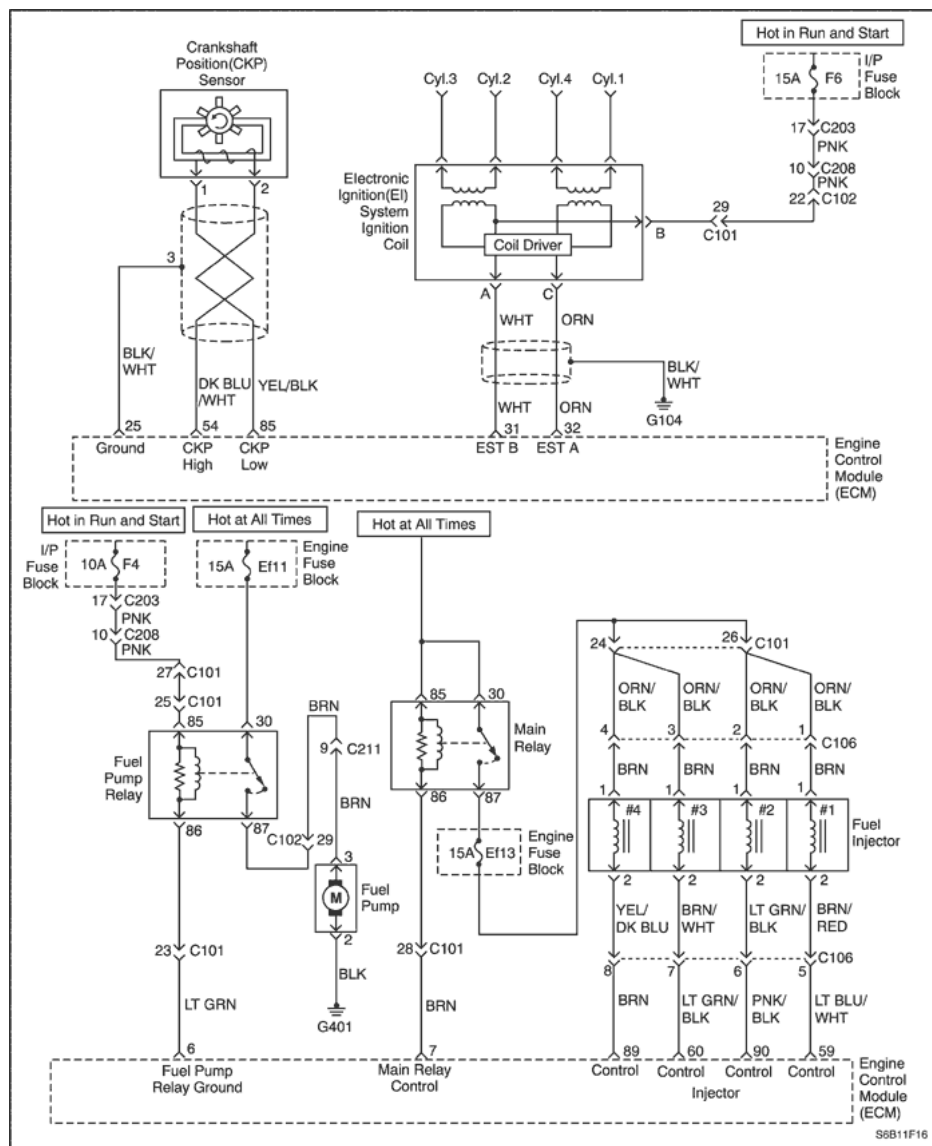 Hot in Run and Start
Crankshaft
Position(CKP)
Sensor
Cyl.3 Cyl.2 Cyl.4 Cyl.1
15A F6
I/P
Fuse
Block
17 C203
PNK
10 C208
PNK
22 C102
Electronic
Ignition(EI)
System
Ignition
Coil
Coil Driver
29
B
C101
1 2
3
A C
WHT ORN
BLK/
WHT
DK BLU
/WHT
YEL/BLK
BLK/
WHT
G104
WHT ORN
25 54 85 31 32
Ground
CKP
High
CKP
Low
EST B EST A
Engine
Control
Module
(ECM)
Hot in Run and Start
Hot at All Times
Hot at All Times
I/P
Fuse
Block
10A F4
15A Ef11
Engine
Fuse
Block
17 C203
PNK
10 C208
PNK
27 C101
25 C101
85 30
Fuel
Pump
Relay
86 87
BRN
9 C211
BRN
C102 29
3
M
Fuel
Pump
2
BLK
G401
23 C101
LT GRN
6
Fuel Pump
Relay Ground
85 30
Main
Relay
86 87
15A Ef13
Engine
Fuse
Block
28 C101
BRN
7
Main Relay
Control
24 26 C101
ORN/
BLK
ORN/
BLK
ORN/
BLK
ORN/
BLK
4 3 2 1
C106
BRN BRN BRN BRN
1 1 1 1
#4 #3 #2 #1
Fuel
Injector
2 2 2 2
YEL/
DK BLU
BRN/
WHT
LT GRN/
BLK
BRN/
RED
C106
8 7 6 5
BRN
LT GRN/
BLK
PNK/
BLK
LT BLU/
WHT
89 60 90 59
Control Control Control Control
Injector
Engine
Control
Module
(ECM)
S6B11F16